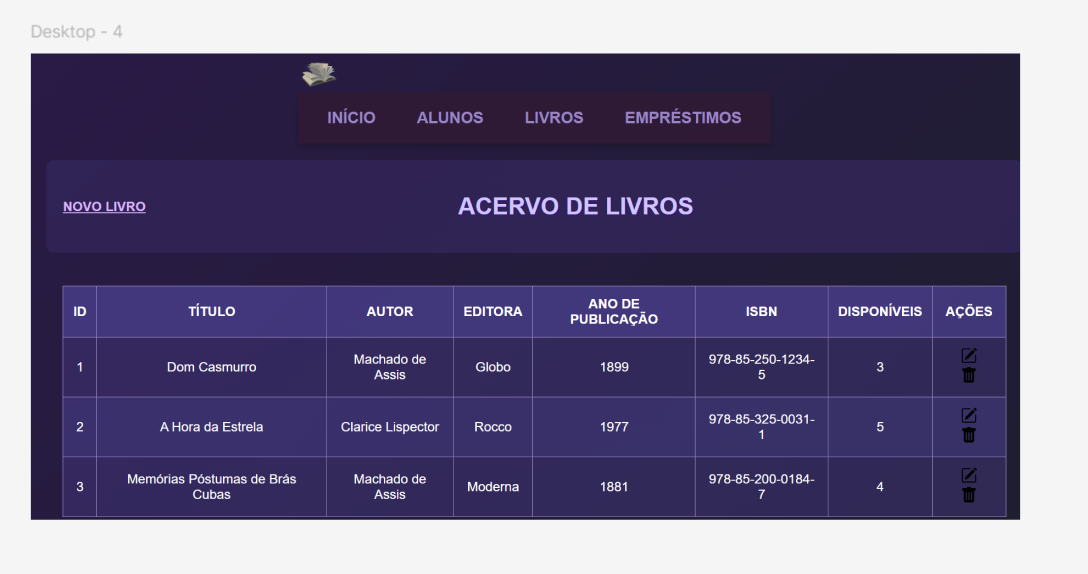 Desktop - 4
INÍCIO ALUNOS LIVROS EMPRÉSTIMOS
NOVO LIVRO
ACERVO DE LIVROS
ID TÍTULO AUTOR EDITORA ANO DE PUBLICAÇÃO ISBN DISPONÍVEIS AÇÕES
1 Dom Casmurro Machado de Assis Globo 1899 978-85-250-1234-5 3
2 A Hora da Estrela Clarice Lispector Rocco 1977 978-85-325-0031-1 5
3 Memórias Póstumas de Brás Cubas Machado de Assis Moderna 1881 978-85-200-0184-7 4